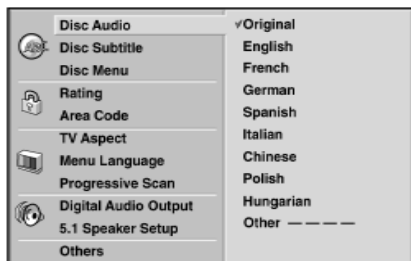 Disc Audio
Disc Subtitle
Disc Menu
Rating
Area Code
TV Aspect
Menu Language
Progressive Scan
Digital Audio Output
5.1 Speaker Setup
Others
✓Original
English
French
German
Spanish
Italian
Chinese
Polish
Hungarian
Other — — — —